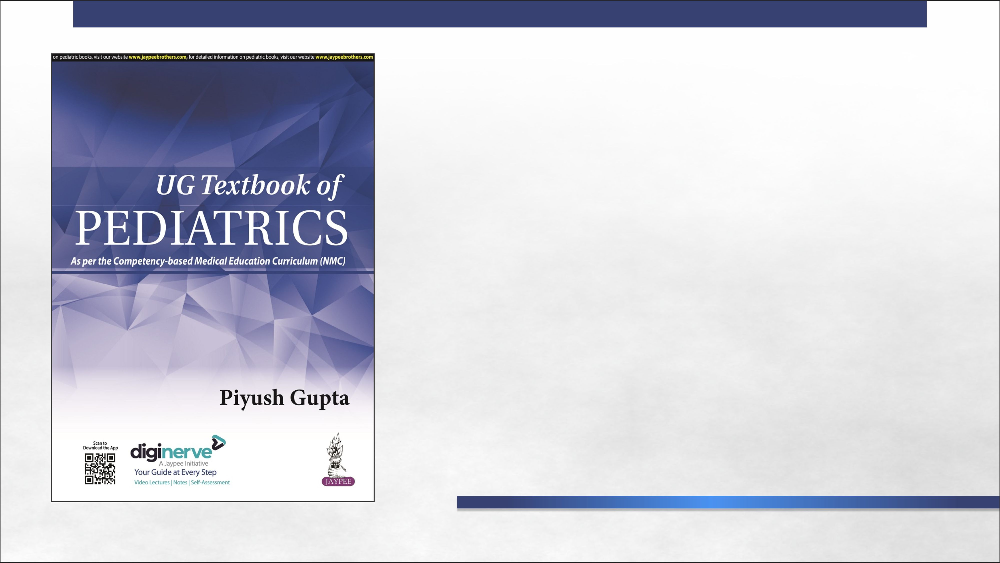 on pediatric books, visit our website www.jaypeebrothers.com, for detailed information on pediatric books, visit our website www.jaypeebrothers.com
UG Textbook of
PEDIATRICS
As per the Competency-based Medical Education Curriculum (NMC)
Piyush Gupta
Scan to
Download the App
diginerve
A Jaypee Initiative
Your Guide at Every Step
Video Lectures | Notes | Self-Assessment
JAYPEE